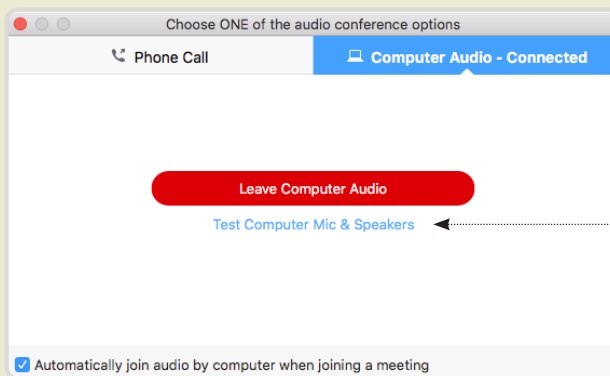 Choose ONE of the audio conference options
Phone Call
Computer Audio - Connected
Leave Computer Audio
Test Computer Mic & Speakers
Automatically join audio by computer when joining a meeting